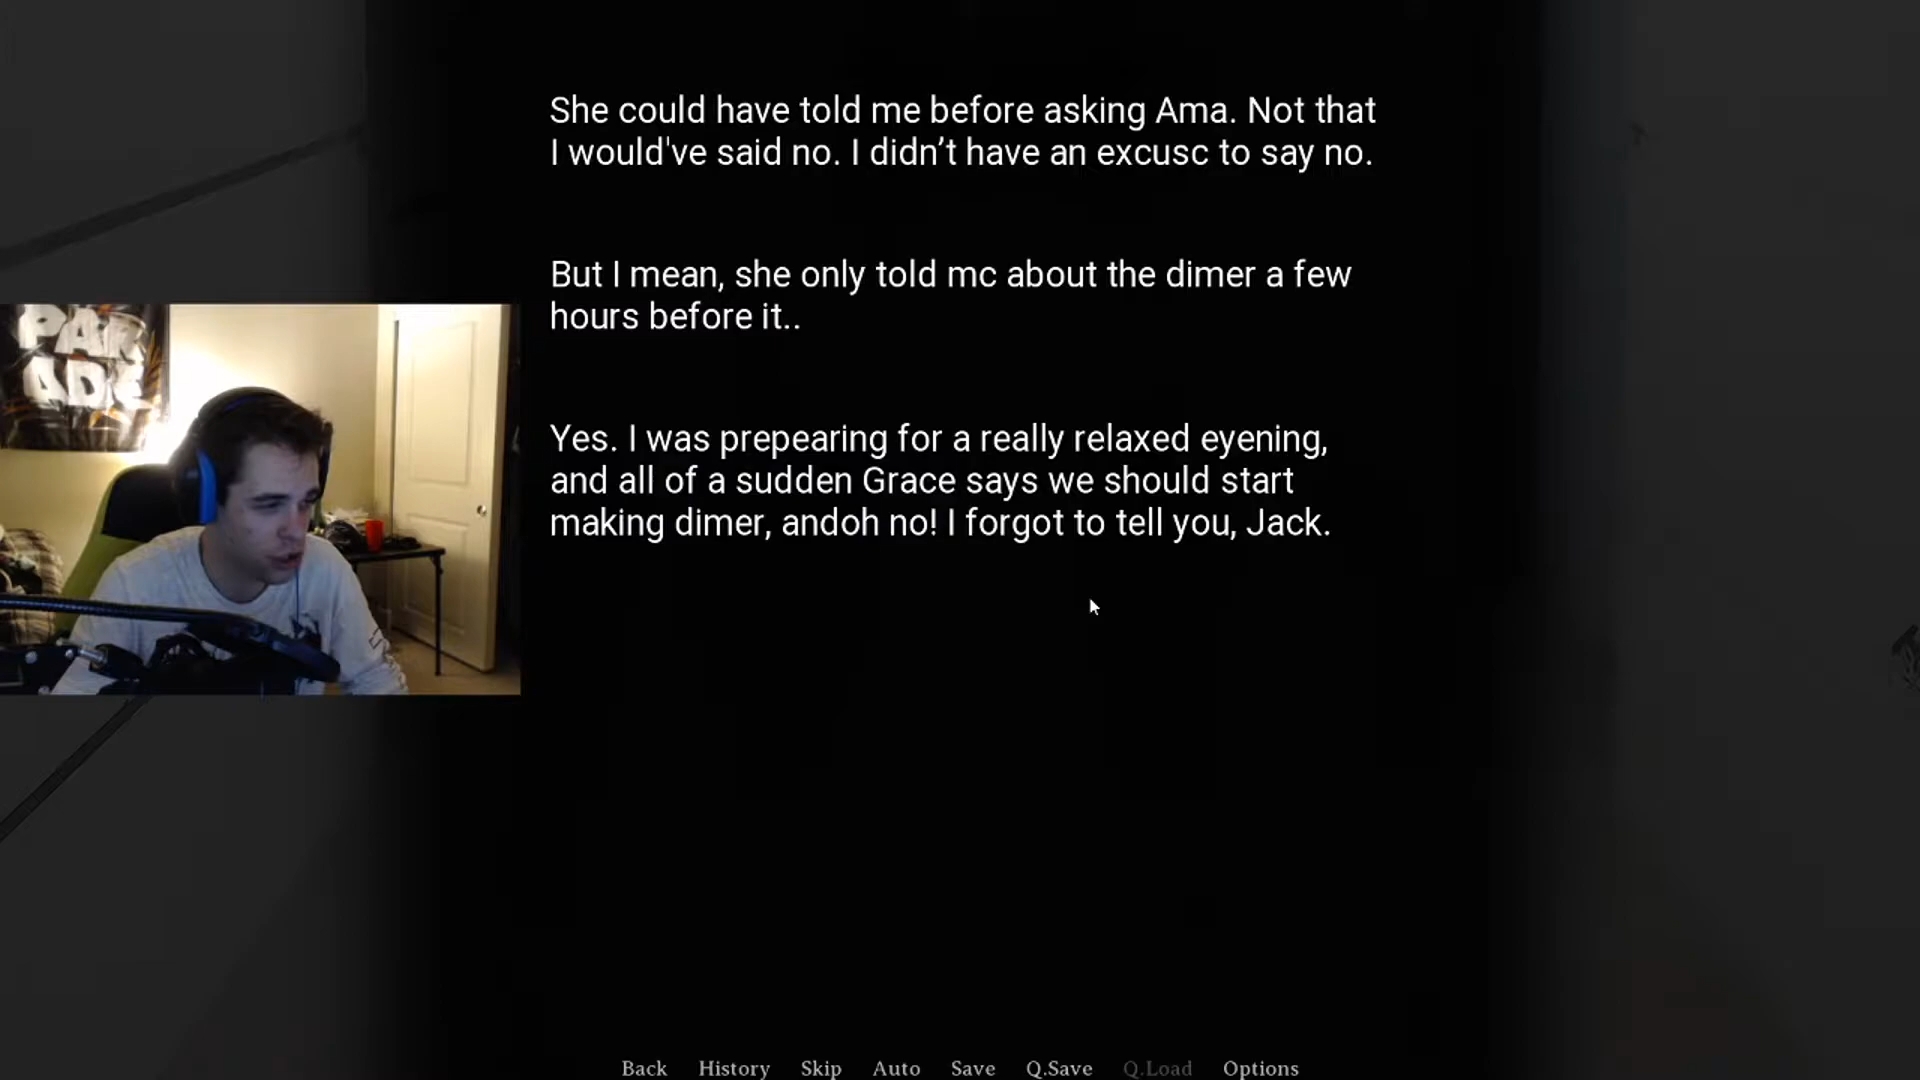 She could have told me before asking Ama. Not that
I would've said no. I didn’t have an excusc to say no.
But I mean, she only told mc about the dimer a few
hours before it..
Yes. I was prepearing for a really relaxed eyening,
and all of a sudden Grace says we should start
making dimer, andoh no! I forgot to tell you, Jack.
PAR
ADE
Back History Skip Auto Save Q.Save Q.Load Options